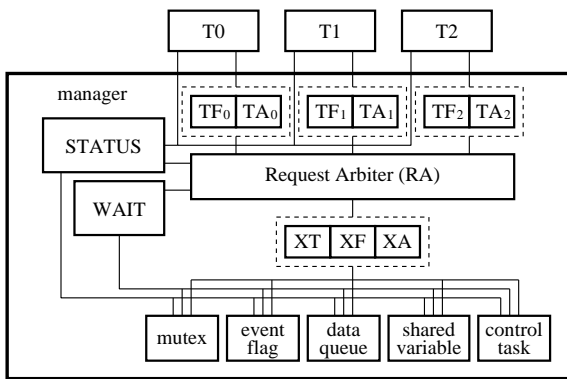 T0 T1 T2
manager
TF0 TA0 TF1 TA1 TF2 TA2
STATUS
Request Arbiter (RA)
WAIT
XT XF XA
mutex event flag data queue shared variable control task